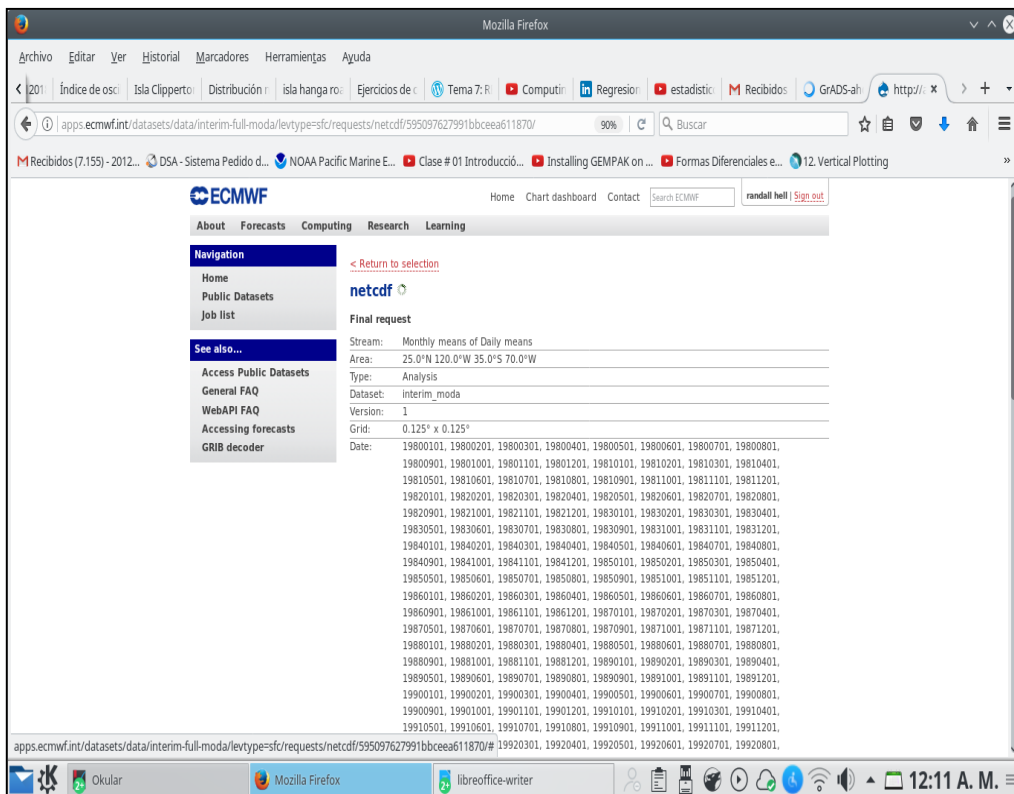 Mozilla Firefox
Archivo Editar Ver Historial Marcadores Herramientas Ayuda
201 Índice de osci Isla Clipperto Distribución r isla hanga roa Ejercicios de c Tema 7: R Computin Regresion estadistic Recibidos GrADS-ah http://a
apps.ecmwf.int/datasets/data/interim-full-moda/levtype=sfc/requests/netcdf/595097627991bbceea611870/ 90% Buscar
Recibidos (7.155) - 2012... DSA - Sistema Pedido d... NOAA Pacific Marine E... Clase # 01 Introducció... Installing GEMPAK on ... Formas Diferenciales e... 12. Vertical Plotting »
ECMWF Home Chart dashboard Contact Search ECMWF randall hell | Sign out
About Forecasts Computing Research Learning
Navigation
Home
Public Datasets
Job list
See also...
Access Public Datasets
General FAQ
WebAPI FAQ
Accessing forecasts
GRIB decoder
< Return to selection
netcdf
Final request
Stream: Monthly means of Daily means
Area: 25.0°N 120.0°W 35.0°S 70.0°W
Type: Analysis
Dataset: interim_moda
Version: 1
Grid: 0.125° x 0.125°
Date: 19800101, 19800201, 19800301, 19800401, 19800501, 19800601, 19800701, 19800801,
19800901, 19801001, 19801101, 19801201, 19810101, 19810201, 19810301, 19810401,
19810501, 19810601, 19810701, 19810801, 19810901, 19811001, 19811101, 19811201,
19820101, 19820201, 19820301, 19820401, 19820501, 19820601, 19820701, 19820801,
19820901, 19821001, 19821101, 19821201, 19830101, 19830201, 19830301, 19830401,
19830501, 19830601, 19830701, 19830801, 19830901, 19831001, 19831101, 19831201,
19840101, 19840201, 19840301, 19840401, 19840501, 19840601, 19840701, 19840801,
19840901, 19841001, 19841101, 19841201, 19850101, 19850201, 19850301, 19850401,
19850501, 19850601, 19850701, 19850801, 19850901, 19851001, 19851101, 19851201,
19860101, 19860201, 19860301, 19860401, 19860501, 19860601, 19860701, 19860801,
19860901, 19861001, 19861101, 19861201, 19870101, 19870201, 19870301, 19870401,
19870501, 19870601, 19870701, 19870801, 19870901, 19871001, 19871101, 19871201,
19880101, 19880201, 19880301, 19880401, 19880501, 19880601, 19880701, 19880801,
19880901, 19881001, 19881101, 19881201, 19890101, 19890201, 19890301, 19890401,
19890501, 19890601, 19890701, 19890801, 19890901, 19891001, 19891101, 19891201,
19900101, 19900201, 19900301, 19900401, 19900501, 19900601, 19900701, 19900801,
19900901, 19901001, 19901101, 19901201, 19910101, 19910201, 19910301, 19910401,
19910501, 19910601, 19910701, 19910801, 19910901, 19911001, 19911101, 19911201,
19920301, 19920401, 19920501, 19920601, 19920701, 19920801,
apps.ecmwf.int/datasets/data/interim-full-moda/levtype=sfc/requests/netcdf/595097627991bbceea611870/#
2+ Okular Mozilla Firefox 2+ libreoffice-writer 12:11 A. M.